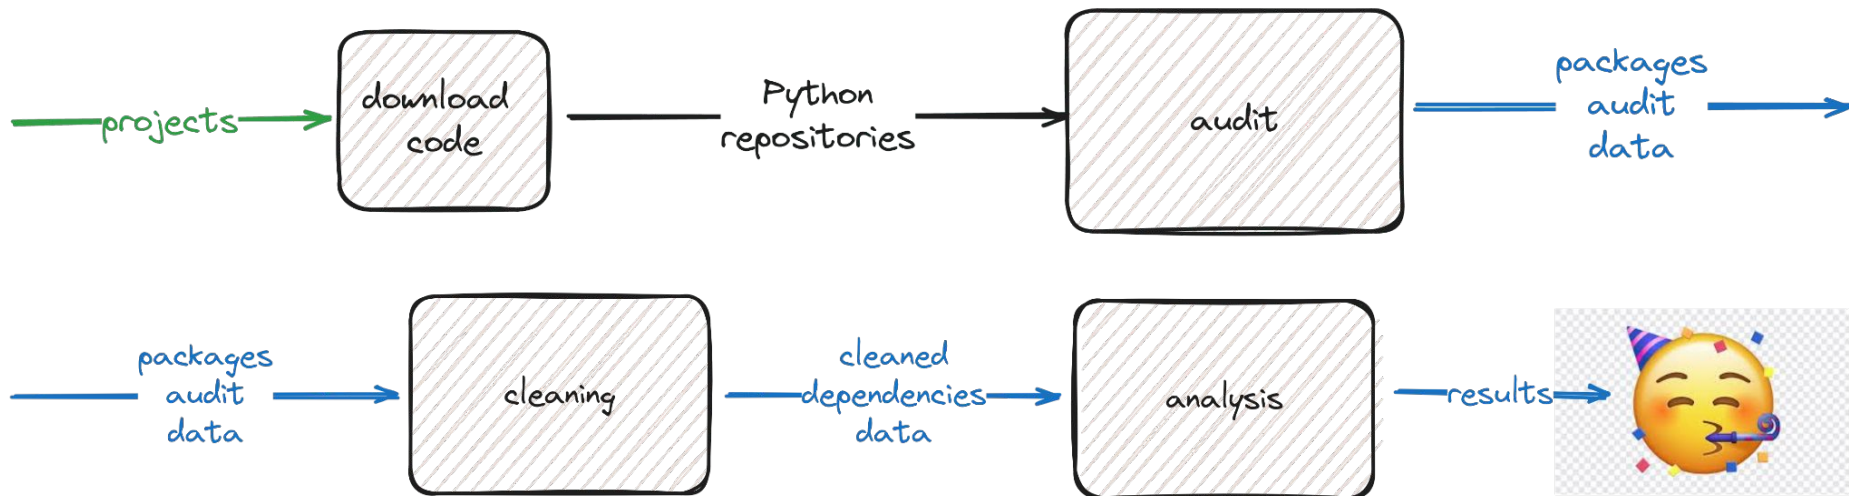 projects
download
code
Python
repositories
audit
packages
audit
data
packages
audit
data
cleaning
cleaned
dependencies
data
analysis
results